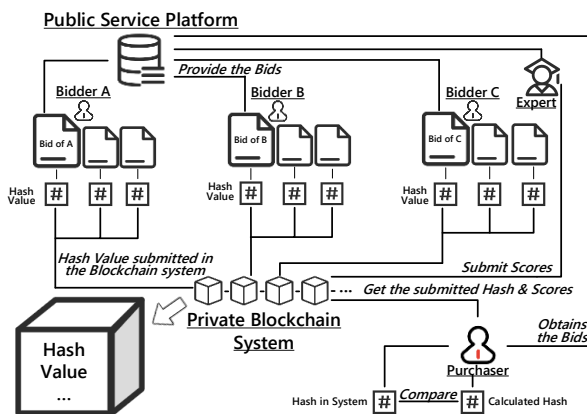 Public Service Platform
Provide the Bids
Bidder A
Bidder B
Bidder C
Expert
Bid of A
Bid of B
Bid of C
Hash
Value
#
#
#
Hash
Value
#
#
#
Hash
Value
#
#
#
Hash Value submitted in
the Blockchain system
Submit Scores
... Get the submitted Hash & Scores
Private Blockchain
System
Hash
Value
...
Obtains
the Bids
Purchaser
Hash in System # Compare # Calculated Hash